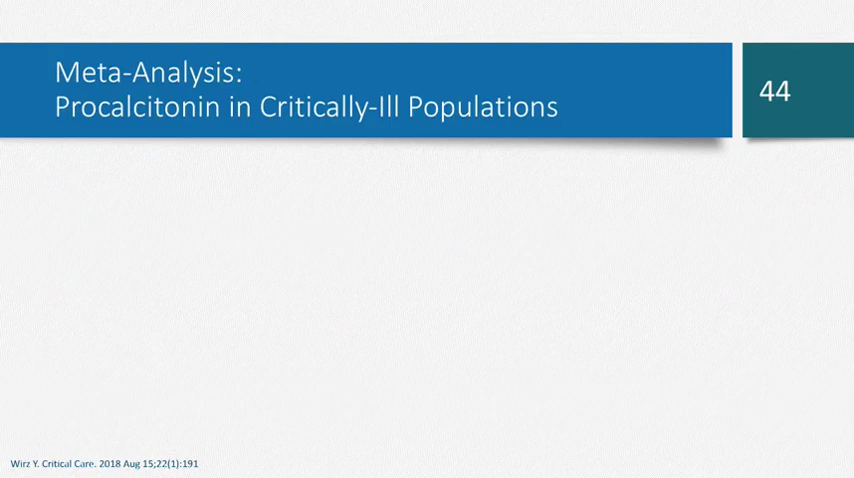 Meta-Analysis:
Procalcitonin in Critically-Ill Populations
44
Wirz Y. Critical Care. 2018 Aug 15;22(1):191